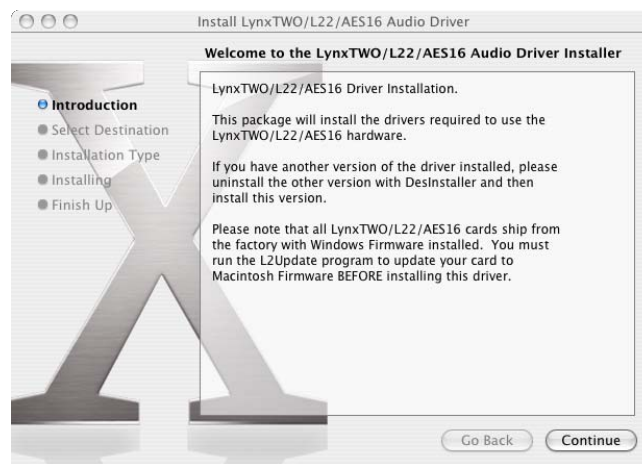 Install LynxTWO/L22/AES16 Audio Driver
Welcome to the LynxTWO/L22/AES16 Audio Driver Installer
Introduction
Select Destination
Installation Type
Installing
Finish Up
LynxTWO/L22/AES16 Driver Installation.
This package will install the drivers required to use the
LynxTWO/L22/AES16 hardware.
If you have another version of the driver installed, please
uninstall the other version with DesInstaller and then
install this version.
Please note that all LynxTWO/L22/AES16 cards ship from
the factory with Windows Firmware installed.  You must
run the L2Update program to update your card to
Macintosh Firmware BEFORE installing this driver.
Go Back
Continue